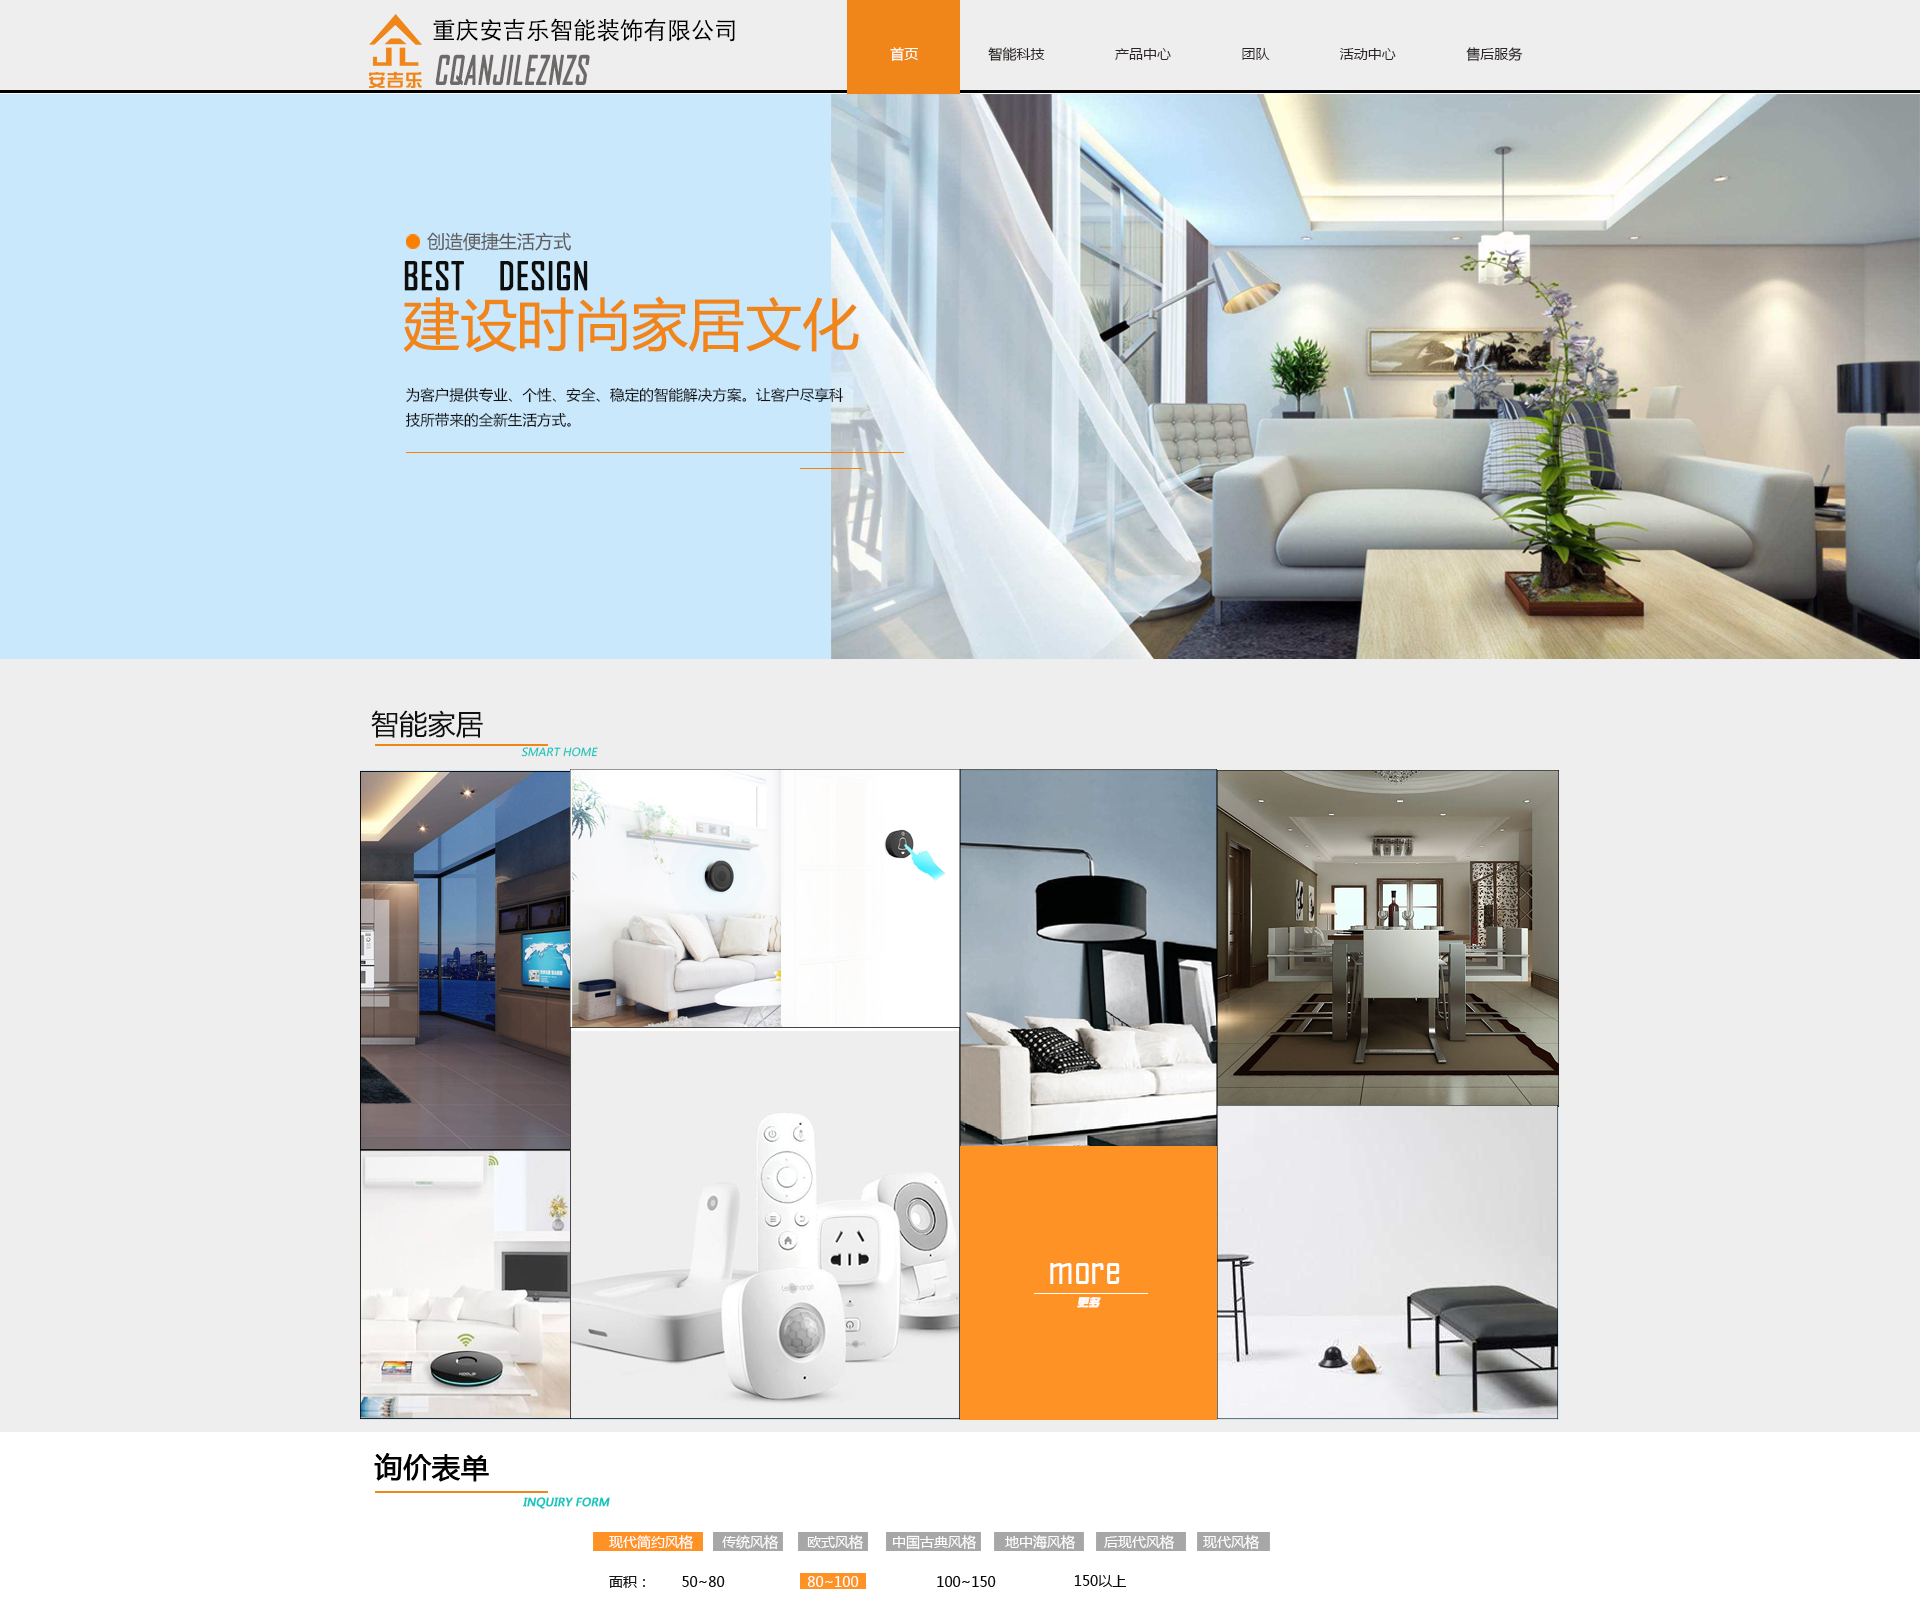 重庆安吉乐智能装饰有限公司
安吉乐
CQANJILEZNZS
首页 智能科技 产品中心 团队 活动中心 售后服务
创造便捷生活方式
BEST DESIGN
建设时尚家居文化
为客户提供专业、个性、安全、稳定的智能解决方案。让客户尽享科
技所带来的全新生活方式。
智能家居
SMART HOME
more
更多
询价表单
INQUIRY FORM
现代简约风格 传统风格 欧式风格 中国古典风格 地中海风格 后现代风格 现代风格
面积： 50~80 80~100 100~150 150以上